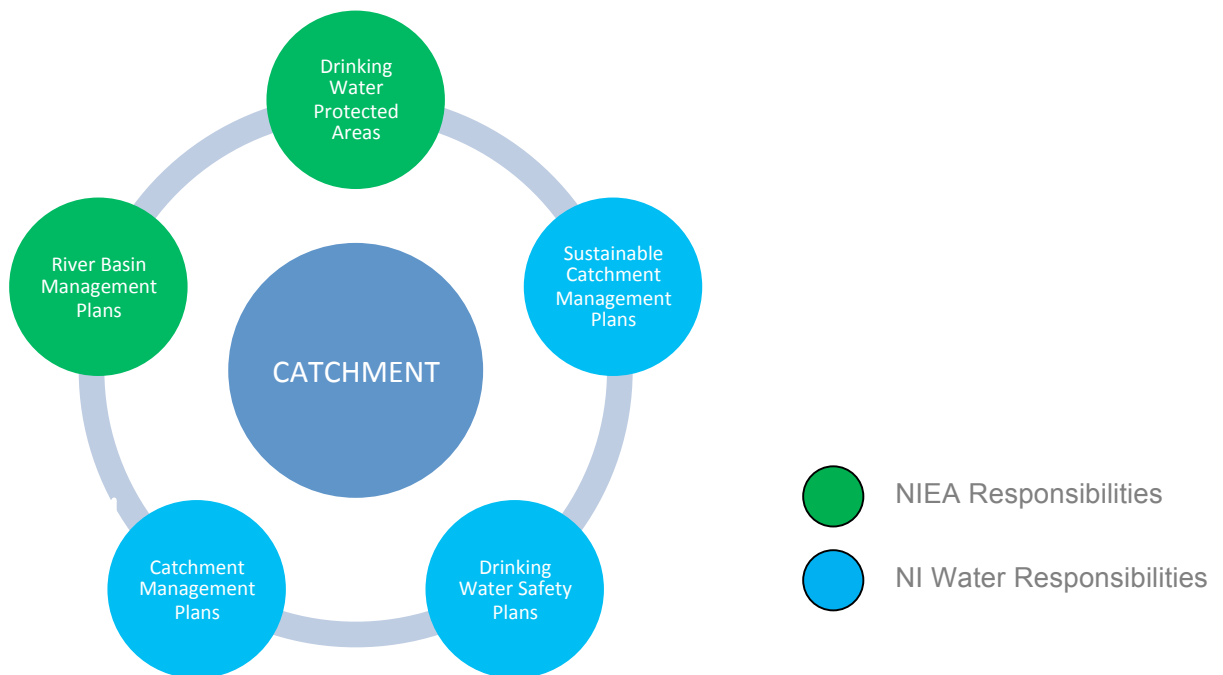 Drinking
Water
Protected
Areas
Sustainable
Catchment
Management
Plans
River Basin
Management
Plans
CATCHMENT
Catchment
Management
Plans
Drinking
Water Safety
Plans
NIEA Responsibilities
NI Water Responsibilities